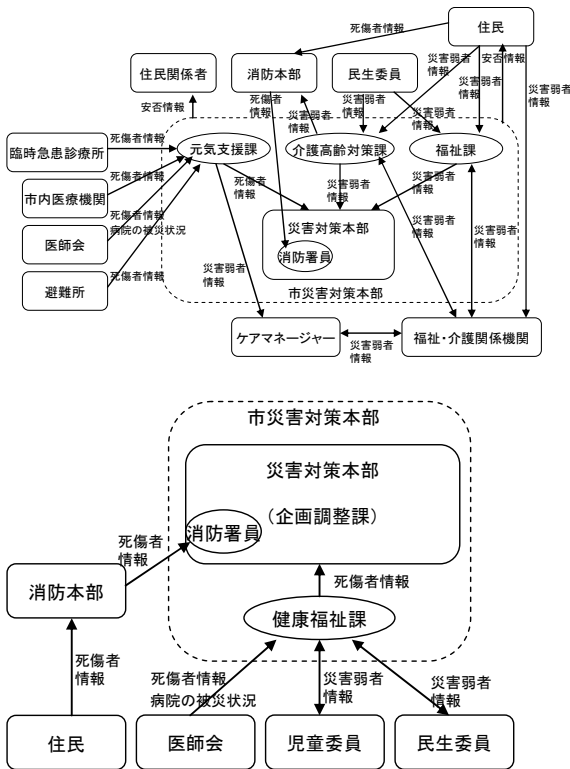 住民
死傷者情報
住民関係者
消防本部
民生委員
災害弱者
情報
災害弱者
情報
安否情報
安否情報
死傷者
情報
災害弱者
情報
災害弱者
情報
災害弱者
情報
臨時急患診療所
死傷者情報
元気支援課
介護高齢対策課
福祉課
市内医療機関
死傷者情報
死傷者
情報
災害弱者
情報
災害弱者
情報
医師会
死傷者情報
病院の被災状況
災害対策本部
消防署員
災害弱者
情報
災害弱者
情報
災害弱者
情報
避難所
死傷者情報
災害弱者
情報
市災害対策本部
ケアマネージャー
災害弱者
情報
福祉・介護関係機関
市災害対策本部
災害対策本部
（企画調整課）
消防署員
死傷者
情報
死傷者情報
消防本部
健康福祉課
死傷者
情報
死傷者情報
病院の被災状況
災害弱者
情報
災害弱者
情報
住民
医師会
児童委員
民生委員